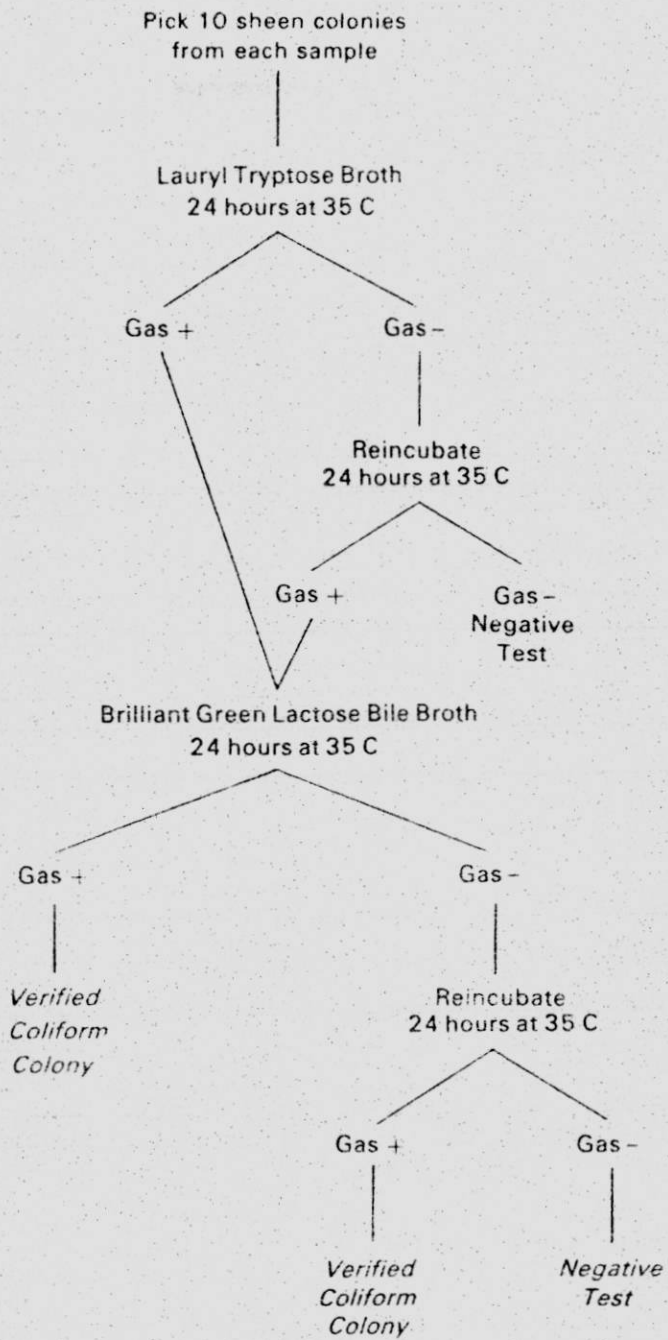 Pick 10 sheen colonies
from each sample
Lauryl Tryptose Broth
24 hours at 35 C
Gas +
Gas -
Reincubate
24 hours at 35 C
Gas +
Gas -
Negative
Test
Brilliant Green Lactose Bile Broth
24 hours at 35 C
Gas +
Gas -
Verified
Coliform
Colony
Reincubate
24 hours at 35 C
Gas +
Gas -
Verified
Coliform
Colony
Negative
Test